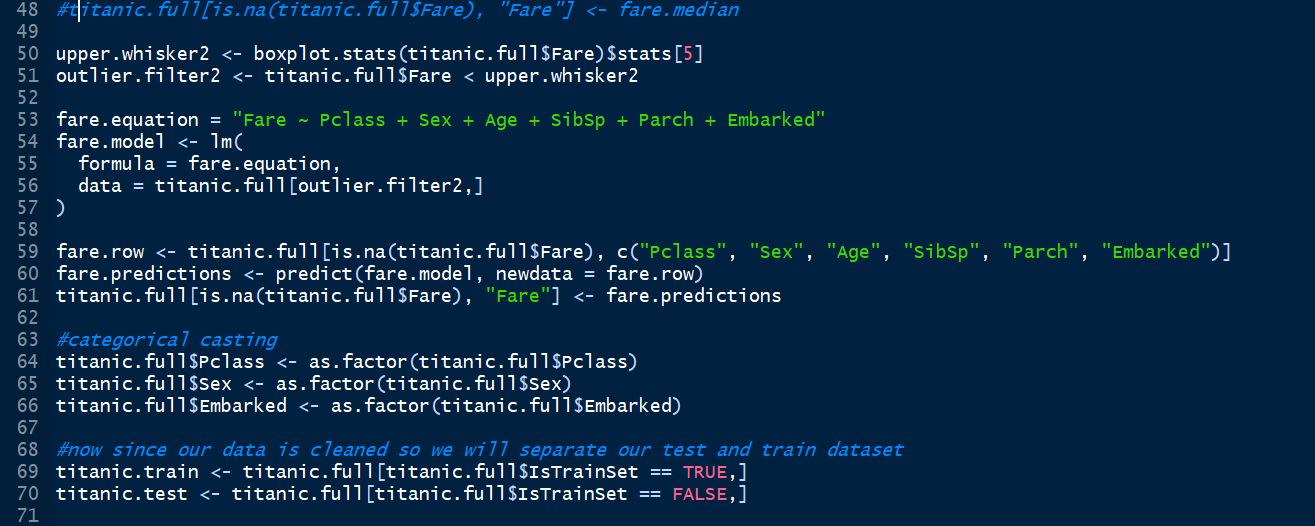 48 #titanic.full[is.na(titanic.full$Fare), "Fare"] <- fare.median
49
50 upper.whisker2 <- boxplot.stats(titanic.full$Fare)$stats[5]
51 outlier.filter2 <- titanic.full$Fare < upper.whisker2
52
53 fare.equation = "Fare ~ Pclass + Sex + Age + SibSp + Parch + Embarked"
54 fare.model <- lm(
55   formula = fare.equation,
56   data = titanic.full[outlier.filter2,]
57 )
58
59 fare.row <- titanic.full[is.na(titanic.full$Fare), c("Pclass", "Sex", "Age", "SibSp", "Parch", "Embarked")]
60 fare.predictions <- predict(fare.model, newdata = fare.row)
61 titanic.full[is.na(titanic.full$Fare), "Fare"] <- fare.predictions
62
63 #categorical casting
64 titanic.full$Pclass <- as.factor(titanic.full$Pclass)
65 titanic.full$Sex <- as.factor(titanic.full$Sex)
66 titanic.full$Embarked <- as.factor(titanic.full$Embarked)
67
68 #now since our data is cleaned so we will separate our test and train dataset
69 titanic.train <- titanic.full[titanic.full$IsTrainSet == TRUE,]
70 titanic.test <- titanic.full[titanic.full$IsTrainSet == FALSE,]
71